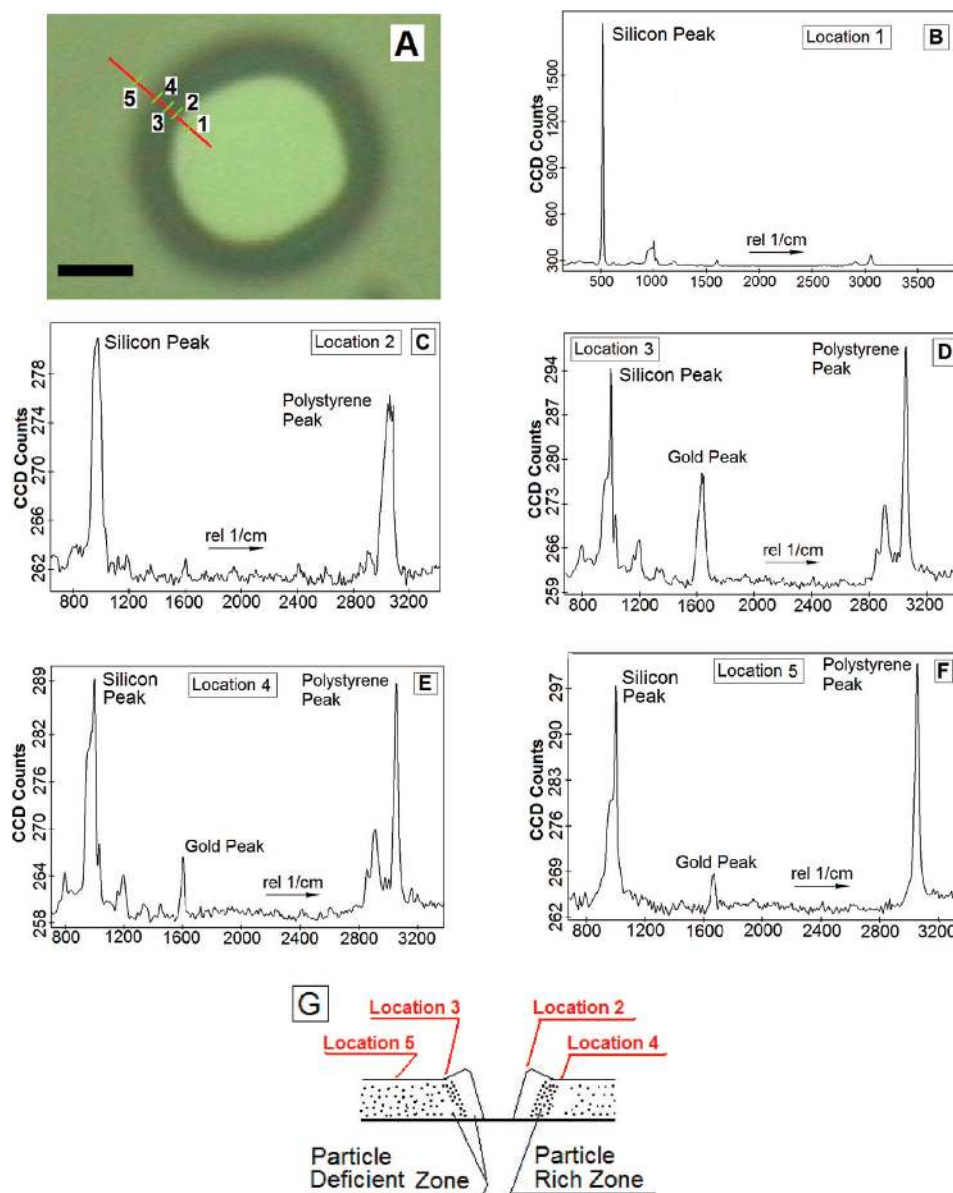 A
5
4
2
3
1
B
Silicon Peak
Location 1
CCD Counts
1500
1200
900
600
300
rel 1/cm
500 1000 1500 2000 2500 3000 3500
C
Silicon Peak
Location 2
Polystyrene
Peak
CCD Counts
278
274
270
266
262
rel 1/cm
800 1200 1600 2000 2400 2800 3200
D
Location 3
Silicon Peak
Polystyrene
Peak
Gold Peak
CCD Counts
294
287
280
273
266
259
rel 1/cm
800 1200 1600 2000 2400 2800 3200
E
Silicon
Peak
Location 4
Polystyrene
Peak
Gold Peak
CCD Counts
289
282
276
270
264
258
rel 1/cm
800 1200 1600 2000 2400 2800 3200
F
Silicon
Peak
Location 5
Polystyrene
Peak
Gold Peak
CCD Counts
297
290
283
276
269
262
rel 1/cm
800 1200 1600 2000 2400 2800 3200
G
Location 3
Location 2
Location 5
Location 4
Particle
Deficient Zone
Particle
Rich Zone